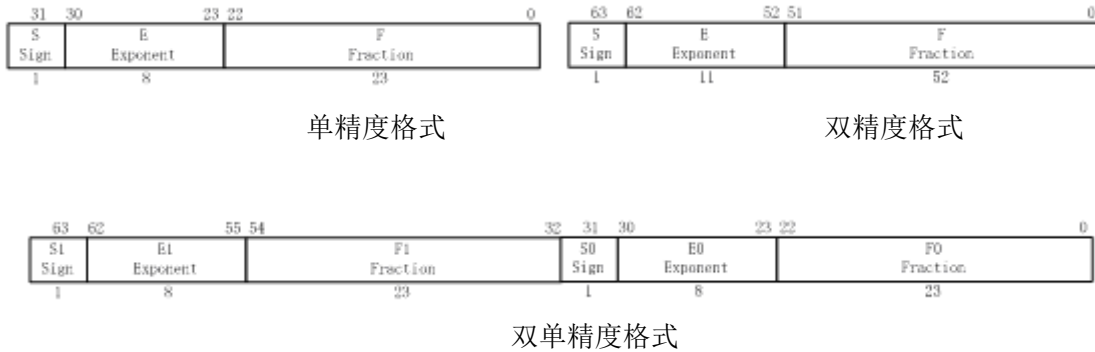 31 30 23 22 0 63 62 52 51 0
S E F S E F
Sign Exponent Fraction Sign Exponent Fraction
1 8 23 1 11 52
单精度格式 双精度格式
63 62 55 54 32 31 30 23 22 0
S1 E1 F1 S0 E0 F0
Sign Exponent Fraction Sign Exponent Fraction
1 8 23 1 8 23
双单精度格式